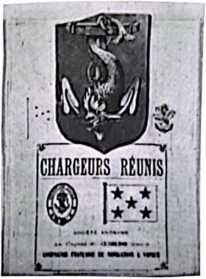 CHARGEURS RÉUNIS
SOCIÉTÉ ANONYME
COMPAGNIE FRANÇAISE DE NAVIGATION A VAPEUR